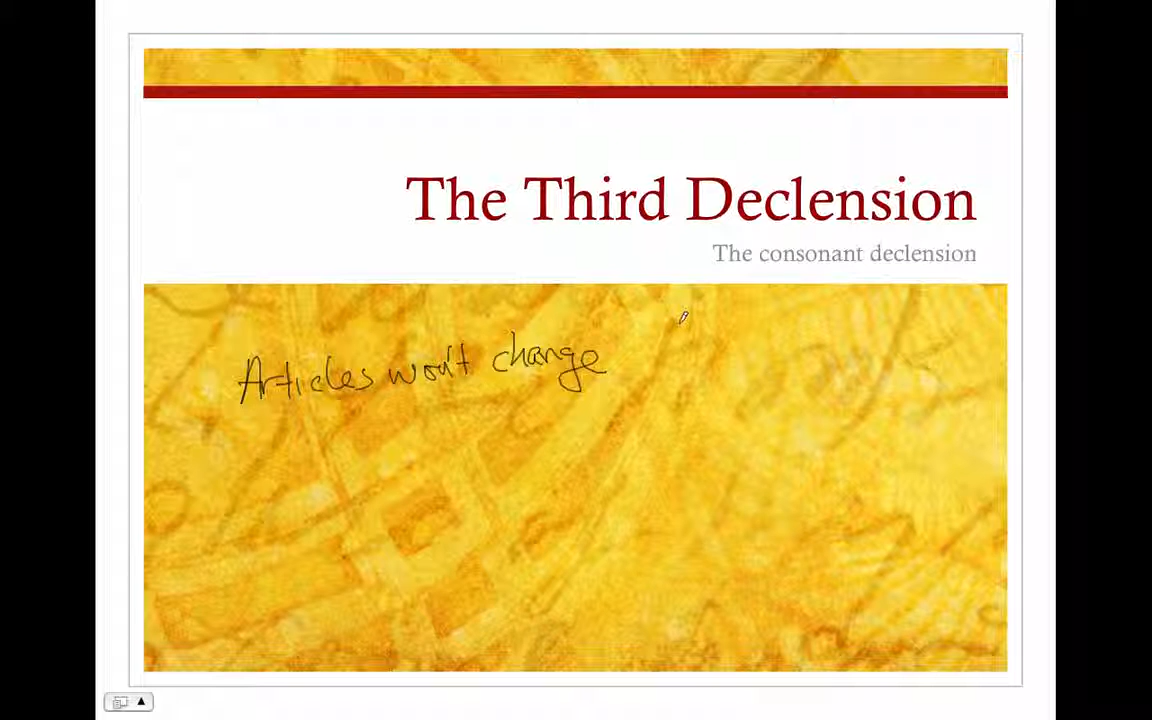 The Third Declension
The consonant declension
Articles won't change